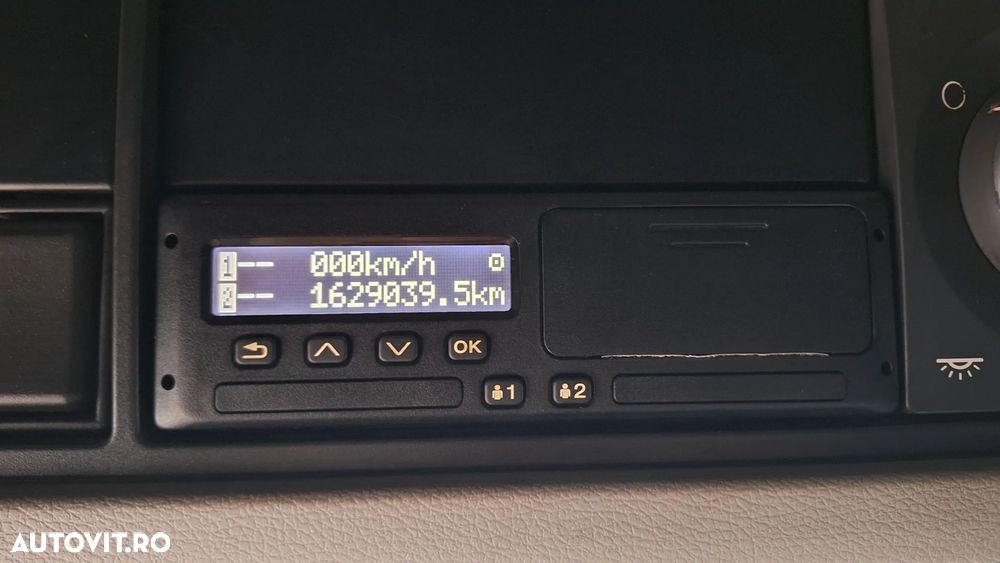 1-- 000km/h
2-- 1629039.5km
OK
1 2
AUTOVIT.RO